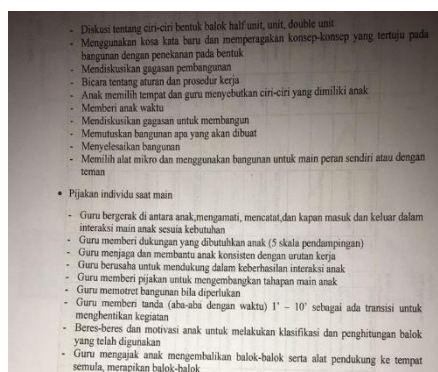 - Diskusi tentang ciri-ciri bentuk balok half unit, unit, double unit
- Menggunakan kosa kata baru dan memperagakan konsep-konsep yang tertuju pada
bangunan dengan penekanan pada bentuk
- Mendiskusikan gagasan pembangunan
- Bicara tentang aturan dan prosedur kerja
- Anak memilih tempat dan guru menyebutkan ciri-ciri yang dimiliki anak
- Memberi anak waktu
- Mendiskusikan gagasan untuk membangun
- Memutuskan bangunan apa yang akan dibuat
- Menyelesaikan bangunan
- Memilih alat mikro dan menggunakan bangunan untuk main peran sendiri atau dengan
teman
• Pijakan individu saat main
- Guru bergerak di antara anak,mengamati, mencatat,dan kapan masuk dan keluar dalam
interaksi main anak sesuia kebutuhan
- Guru memberi dukungan yang dibutuhkan anak (5 skala pendampingan)
- Guru menjaga dan membantu anak konsisten dengan urutan kerja
- Guru berusaha untuk mendukung dalam keberhasilan interaksi anak
- Guru memberi pijakan untuk mengembangkan tahapan main anak
- Guru memotret bangunan bila diperlukan
- Guru memberi tanda (aba-aba dengan waktu) 1' – 10' sebagai ada transisi untuk
menghentikan kegiatan
- Beres-beres dan motivasi anak untuk melakukan klasifikasi dan penghitungan balok
yang telah digunakan
- Guru mengajak anak mengembalikan balok-balok serta alat pendukung ke tempat
semula, merapikan balok-balok